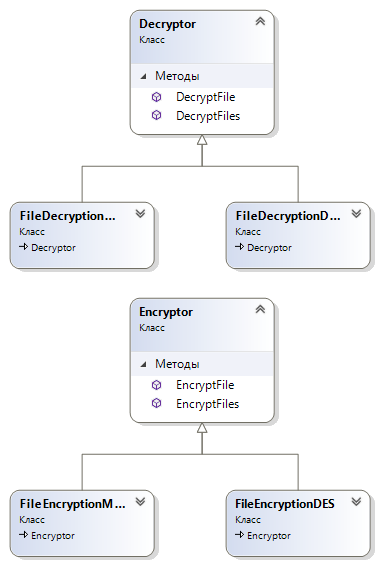 Decryptor
Класс
Методы
DecryptFile
DecryptFiles
FileDecryption...
Класс
Decryptor
FileDecryptionD...
Класс
Decryptor
Encryptor
Класс
Методы
EncryptFile
EncryptFiles
FileEncryptionM...
Класс
Encryptor
FileEncryptionDES
Класс
Encryptor